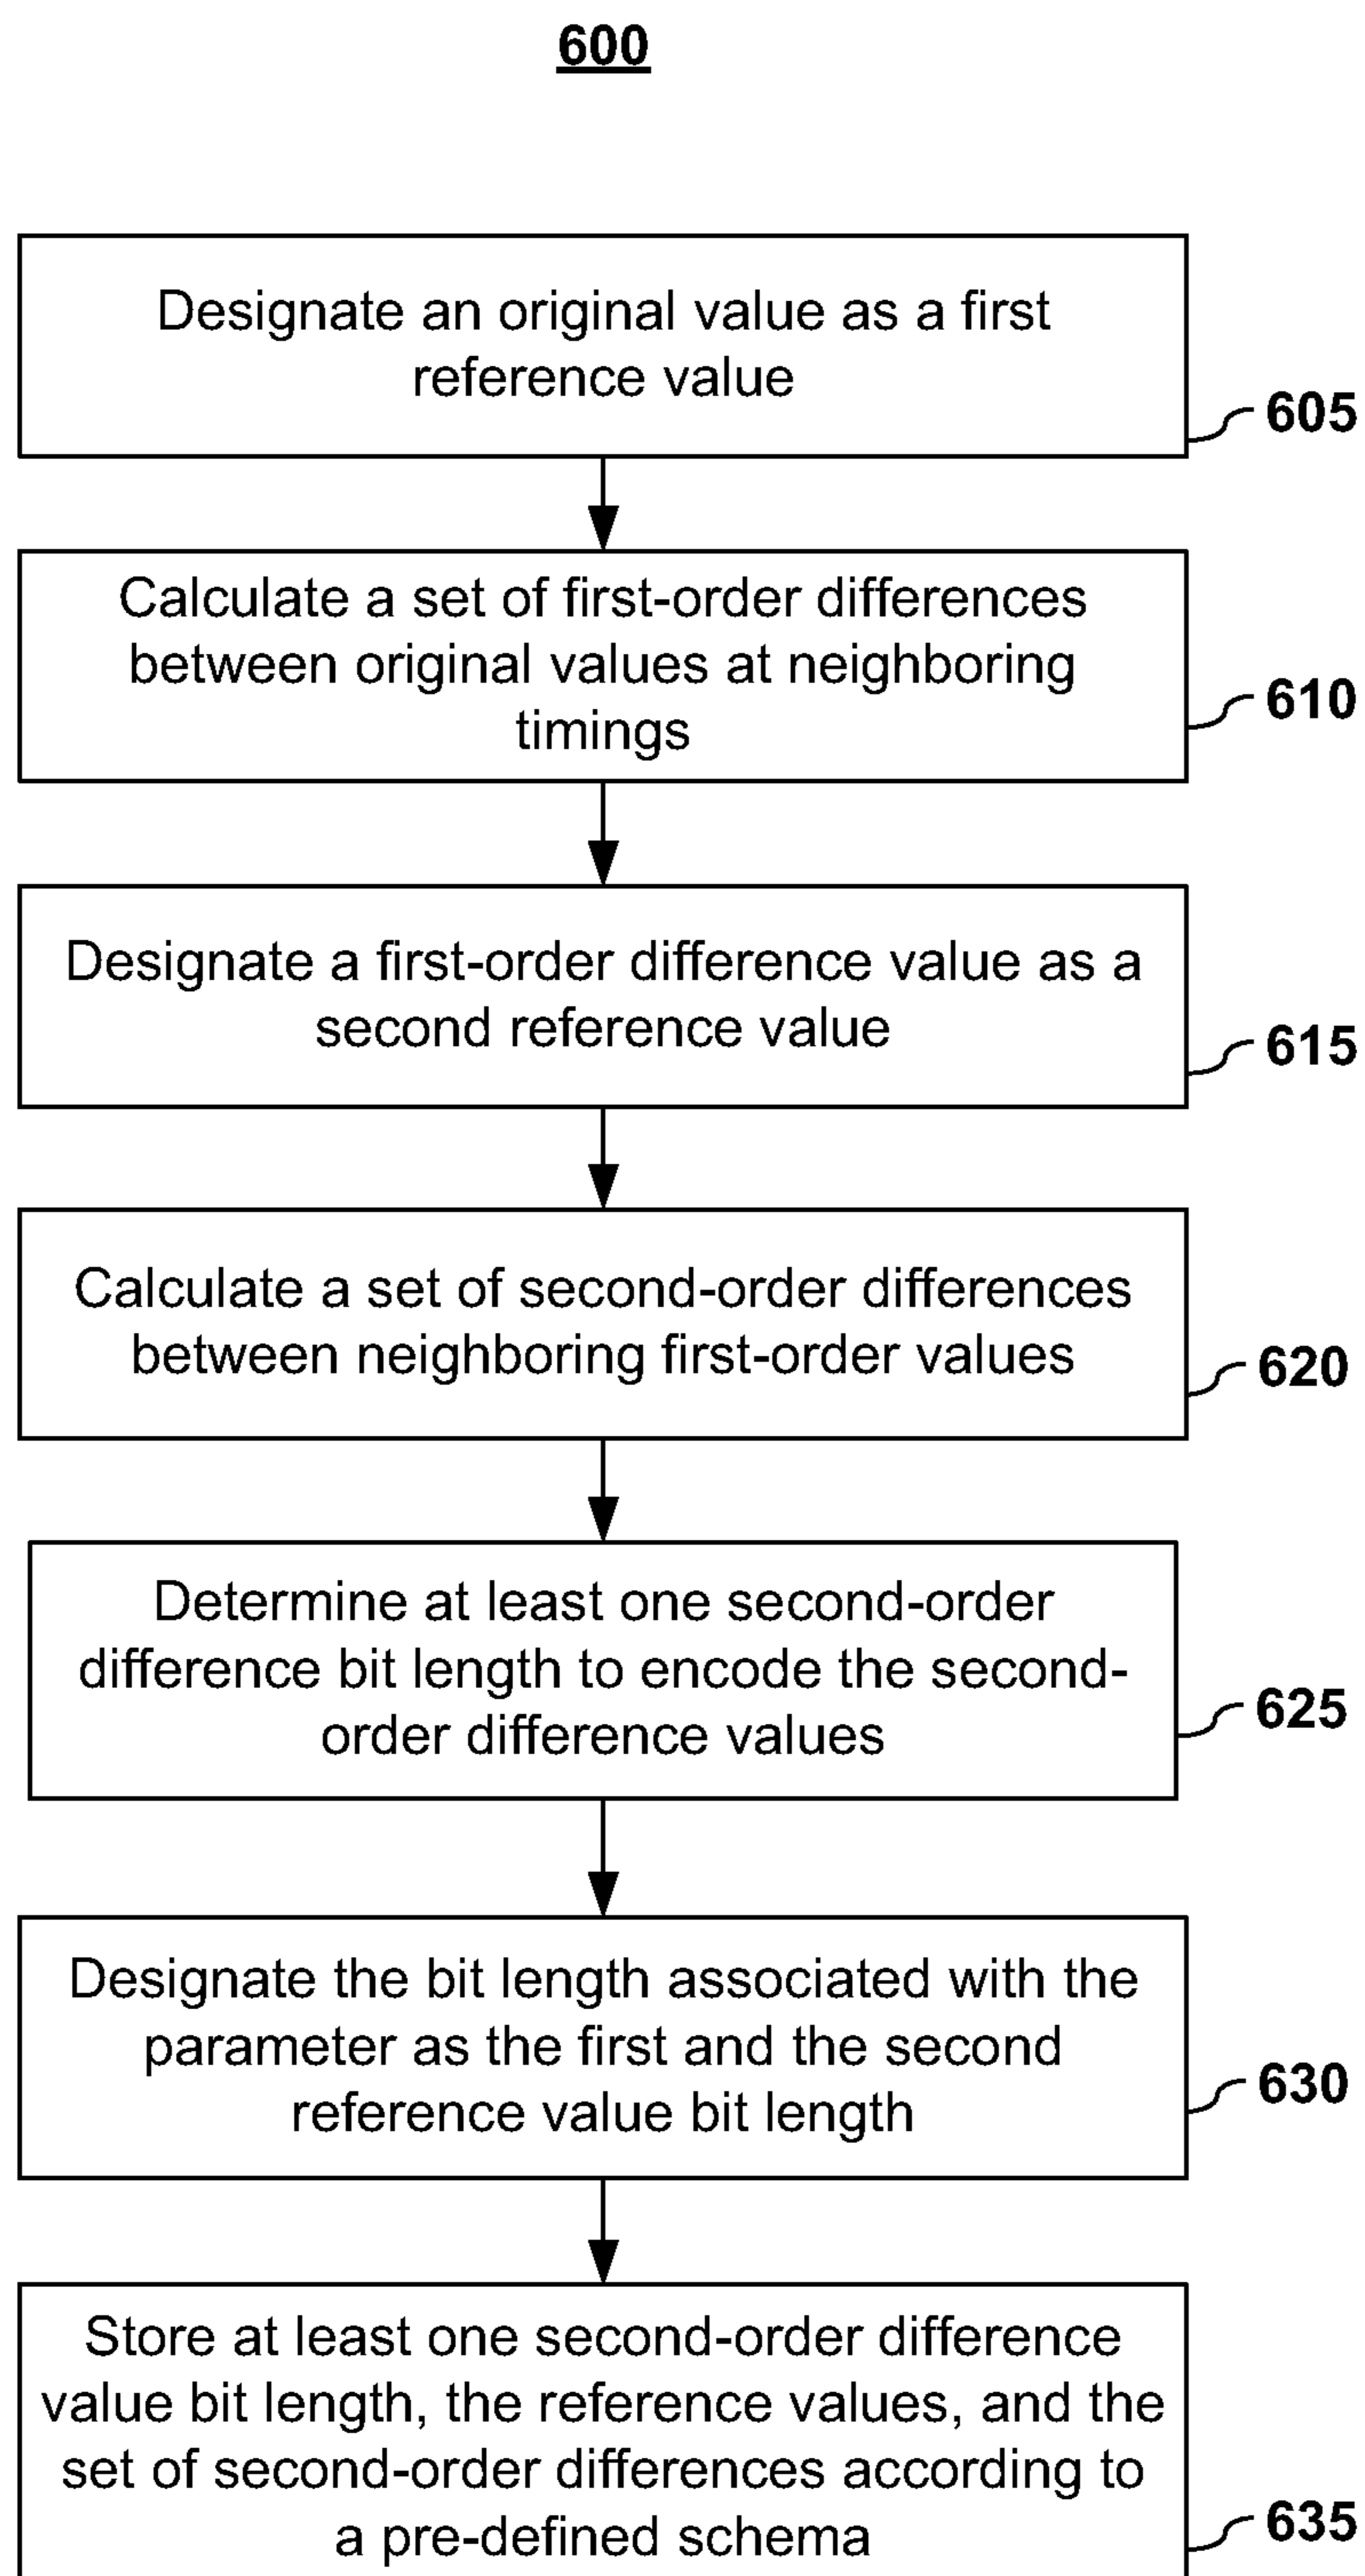 600
Designate an original value as a first
reference value
605
Calculate a set of first-order differences
between original values at neighboring
timings
610
Designate a first-order difference value as a
second reference value
615
Calculate a set of second-order differences
between neighboring first-order values
620
Determine at least one second-order
difference bit length to encode the second-
order difference values
625
Designate the bit length associated with the
parameter as the first and the second
reference value bit length
630
Store at least one second-order difference
value bit length, the reference values, and the
set of second-order differences according to
a pre-defined schema
635